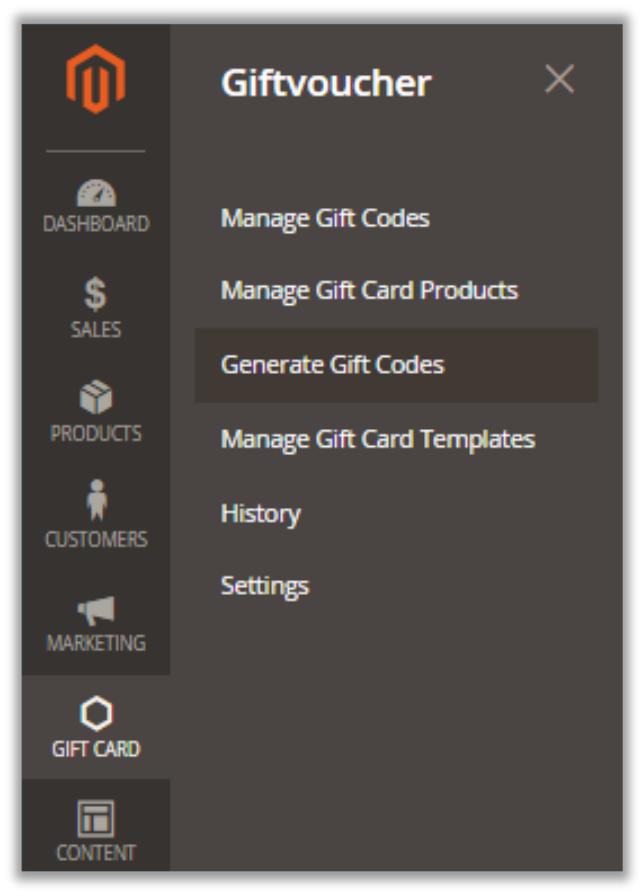 Giftvoucher
DASHBOARD
SALES
PRODUCTS
CUSTOMERS
MARKETING
GIFT CARD
CONTENT
Manage Gift Codes
Manage Gift Card Products
Generate Gift Codes
Manage Gift Card Templates
History
Settings